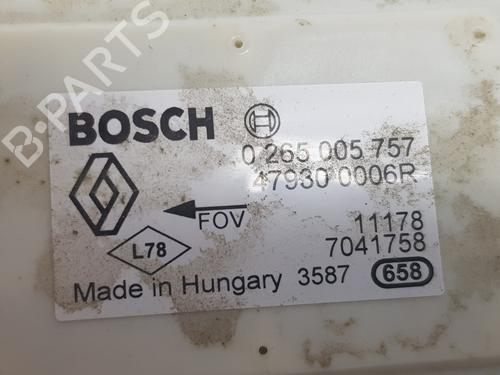 BOSCH
0 265 005 757
47930 0006R
FOV
11178
7041758
L78
Made in Hungary 3587 658
B-PARTS